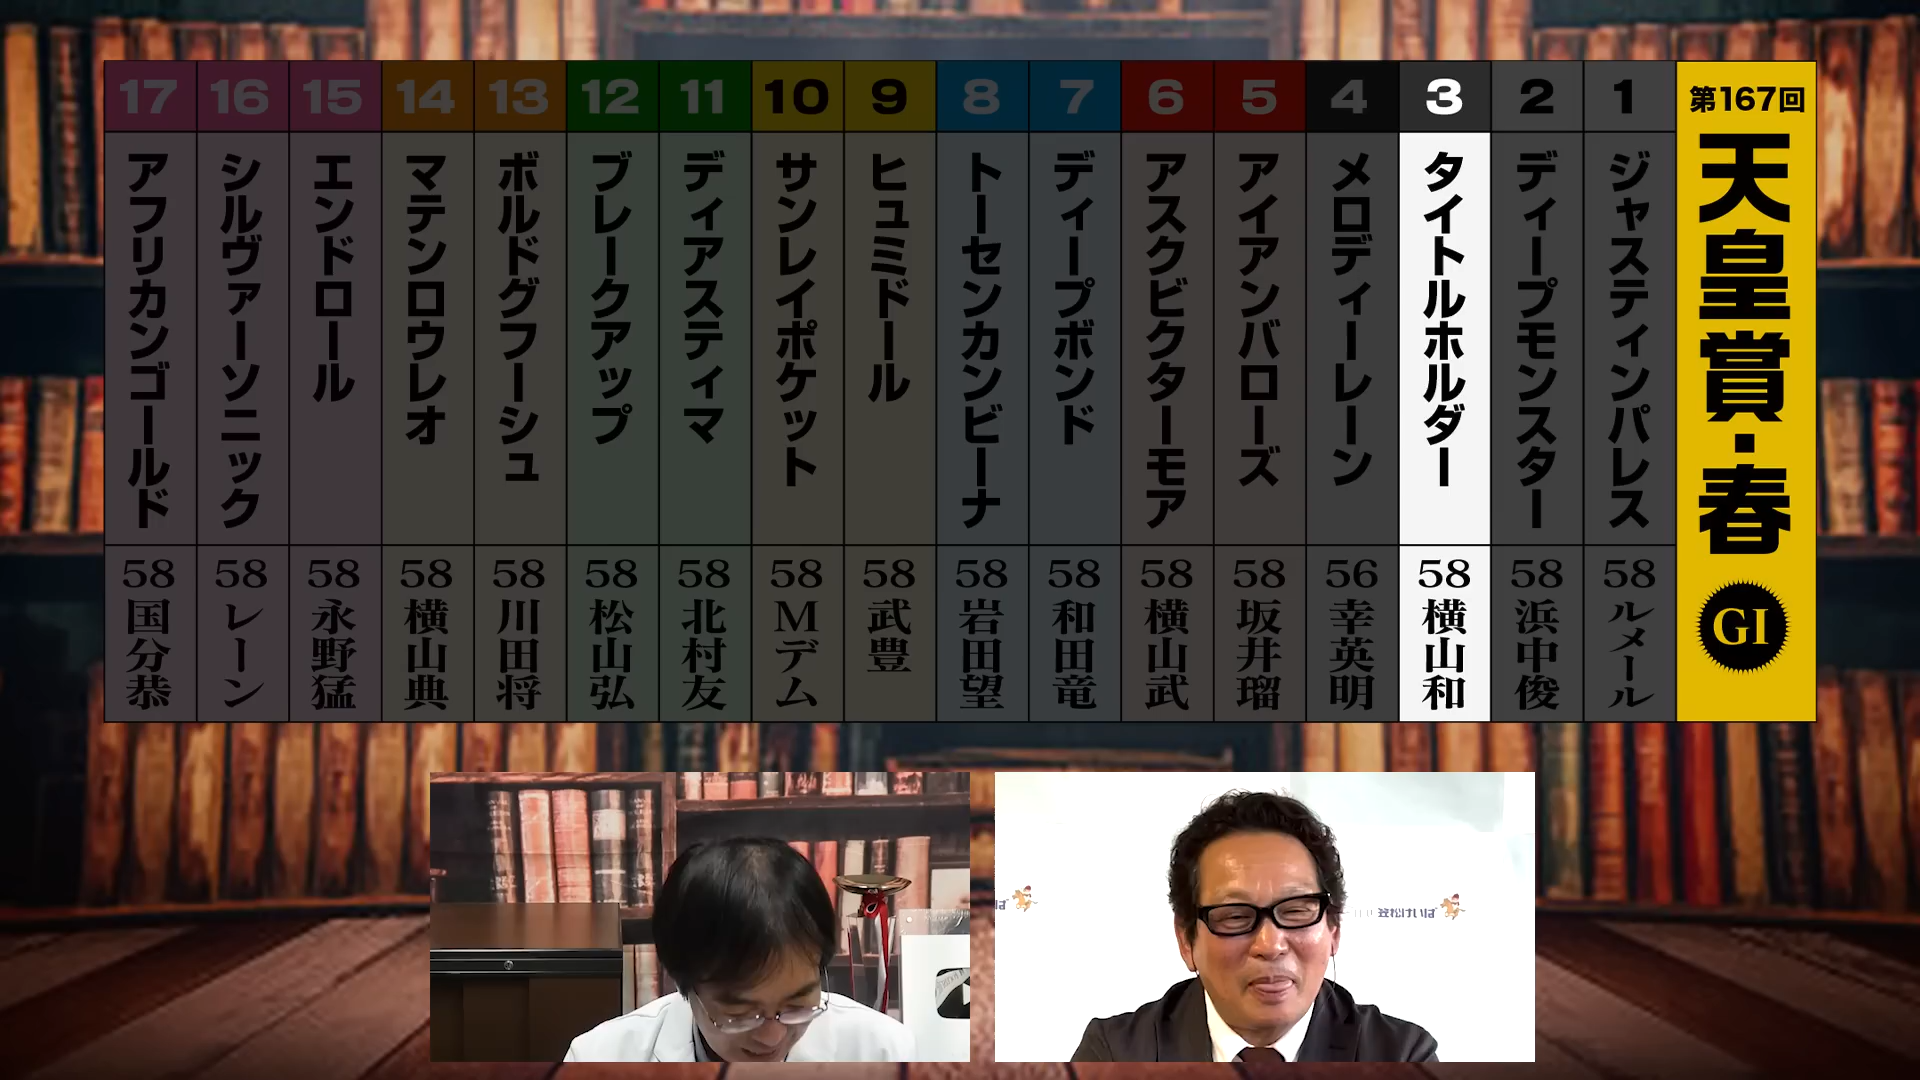 第167回
天皇賞・春
GI
1
ジャスティンパレス
58
ルメール
2
ディープモンスター
58
浜中俊
3
タイトルホルダー
58
横山和
4
メロディーレーン
56
幸英明
5
アイアンバローズ
58
坂井瑠
6
アスクビクターモア
58
横山武
7
ディープボンド
58
和田竜
8
トーセンカンビーナ
58
岩田望
9
ヒュミドール
58
武豊
10
サンレイポケット
58
Mデム
11
ディアスティマ
58
北村友
12
ブレークアップ
58
松山弘
13
ボルドグフーシュ
58
川田将
14
マテンロウレオ
58
横山典
15
エンドロール
58
永野猛
16
シルヴァーソニック
58
レーン
17
アフリカンゴールド
58
国分恭
笠松けいば